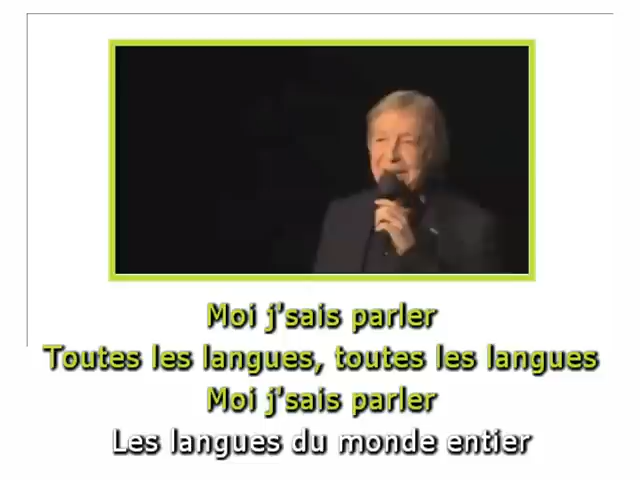 Moi j'sais parler
Toutes les langues, toutes les langues
Moi j'sais parler
Les langues du monde entier